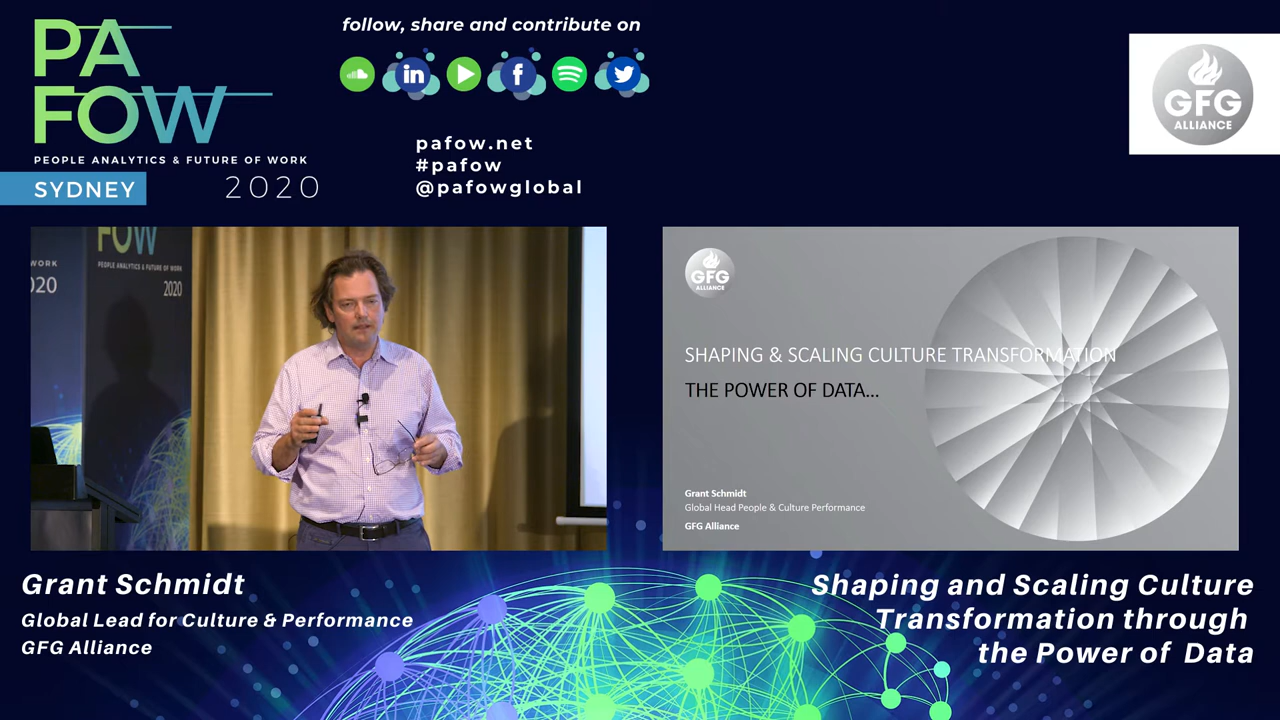 PA
FOW
PEOPLE ANALYTICS & FUTURE OF WORK
SYDNEY
2020
follow, share and contribute on
in
f
pafow.net
#pafow
@pafowglobal
GFG
ALLIANCE
FOW
WORK
PEOPLE ANALYTICS & FUTURE OF WORK
020
2020
GFG
ALLIANCE
SHAPING & SCALING CULTURE TRANSFORMATION
THE POWER OF DATA...
Grant Schmidt
Global Head People & Culture Performance
GFG Alliance
Grant Schmidt
Global Lead for Culture & Performance
GFG Alliance
Shaping and Scaling Culture
Transformation through
the Power of Data